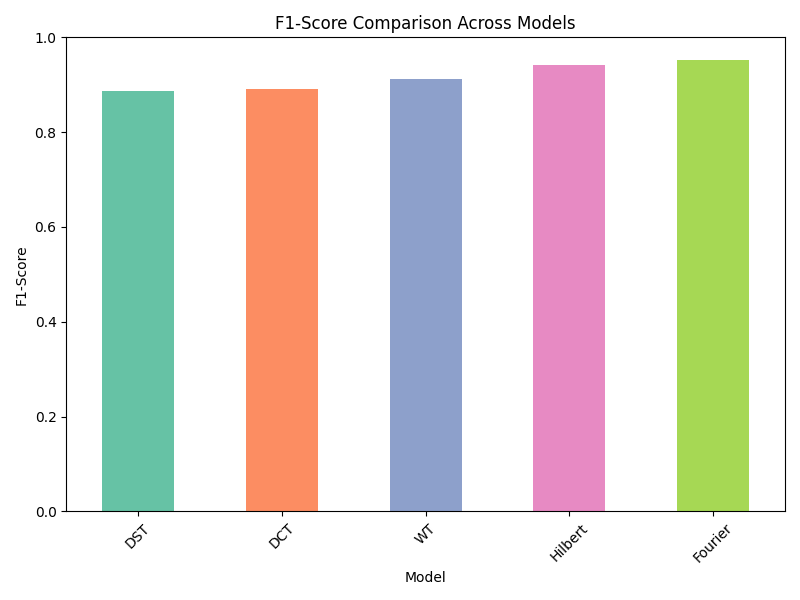 F1-Score Comparison Across Models
1.0
0.8
0.6
0.4
0.2
0.0
F1-Score
DST
DCT
WT
Hilbert
Fourier
Model